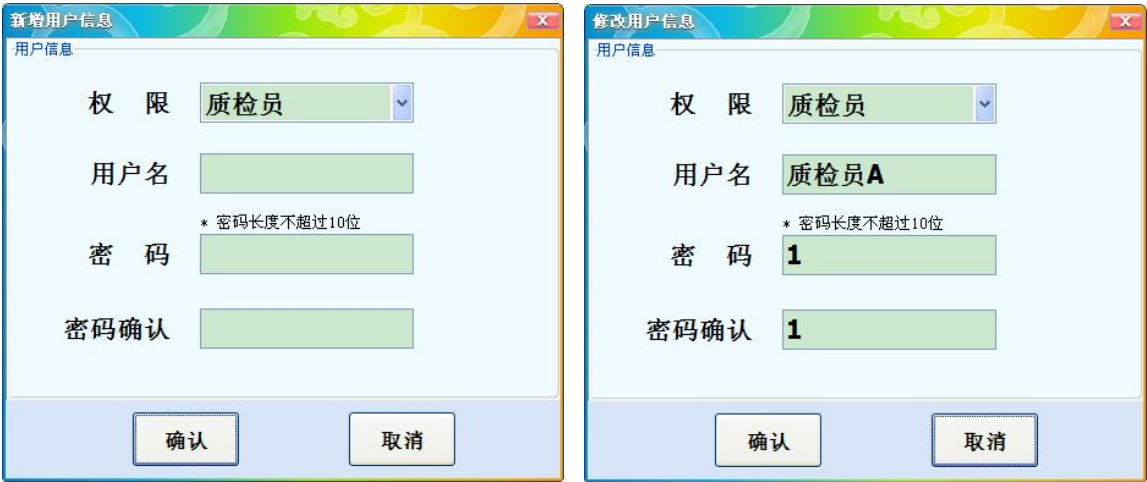 新增用户信息
用户信息
权 限 质检员
用户名
* 密码长度不超过10位
密 码
密码确认
确认 取消
修改用户信息
用户信息
权 限 质检员
用户名 质检员A
* 密码长度不超过10位
密 码 1
密码确认 1
确认 取消